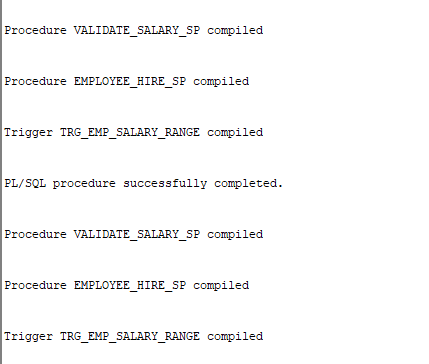 Procedure VALIDATE_SALARY_SP compiled
Procedure EMPLOYEE_HIRE_SP compiled
Trigger TRG_EMP_SALARY_RANGE compiled
PL/SQL procedure successfully completed.
Procedure VALIDATE_SALARY_SP compiled
Procedure EMPLOYEE_HIRE_SP compiled
Trigger TRG_EMP_SALARY_RANGE compiled